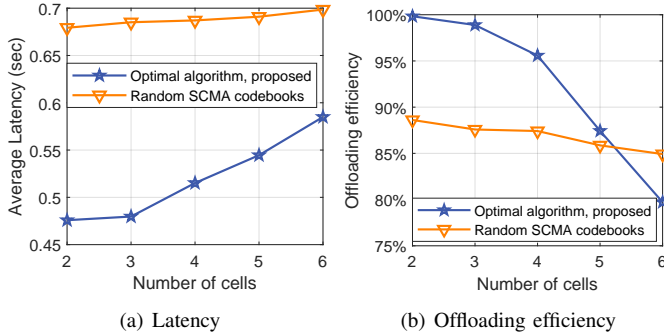 0.7
0.65
0.6
0.55
0.5
0.45
Average Latency (sec)
Optimal algorithm, proposed
Random SCMA codebooks
2 3 4 5 6
Number of cells
(a) Latency
100%
95%
90%
85%
80%
75%
Offloading efficiency
Optimal algorithm, proposed
Random SCMA codebooks
2 3 4 5 6
Number of cells
(b) Offloading efficiency